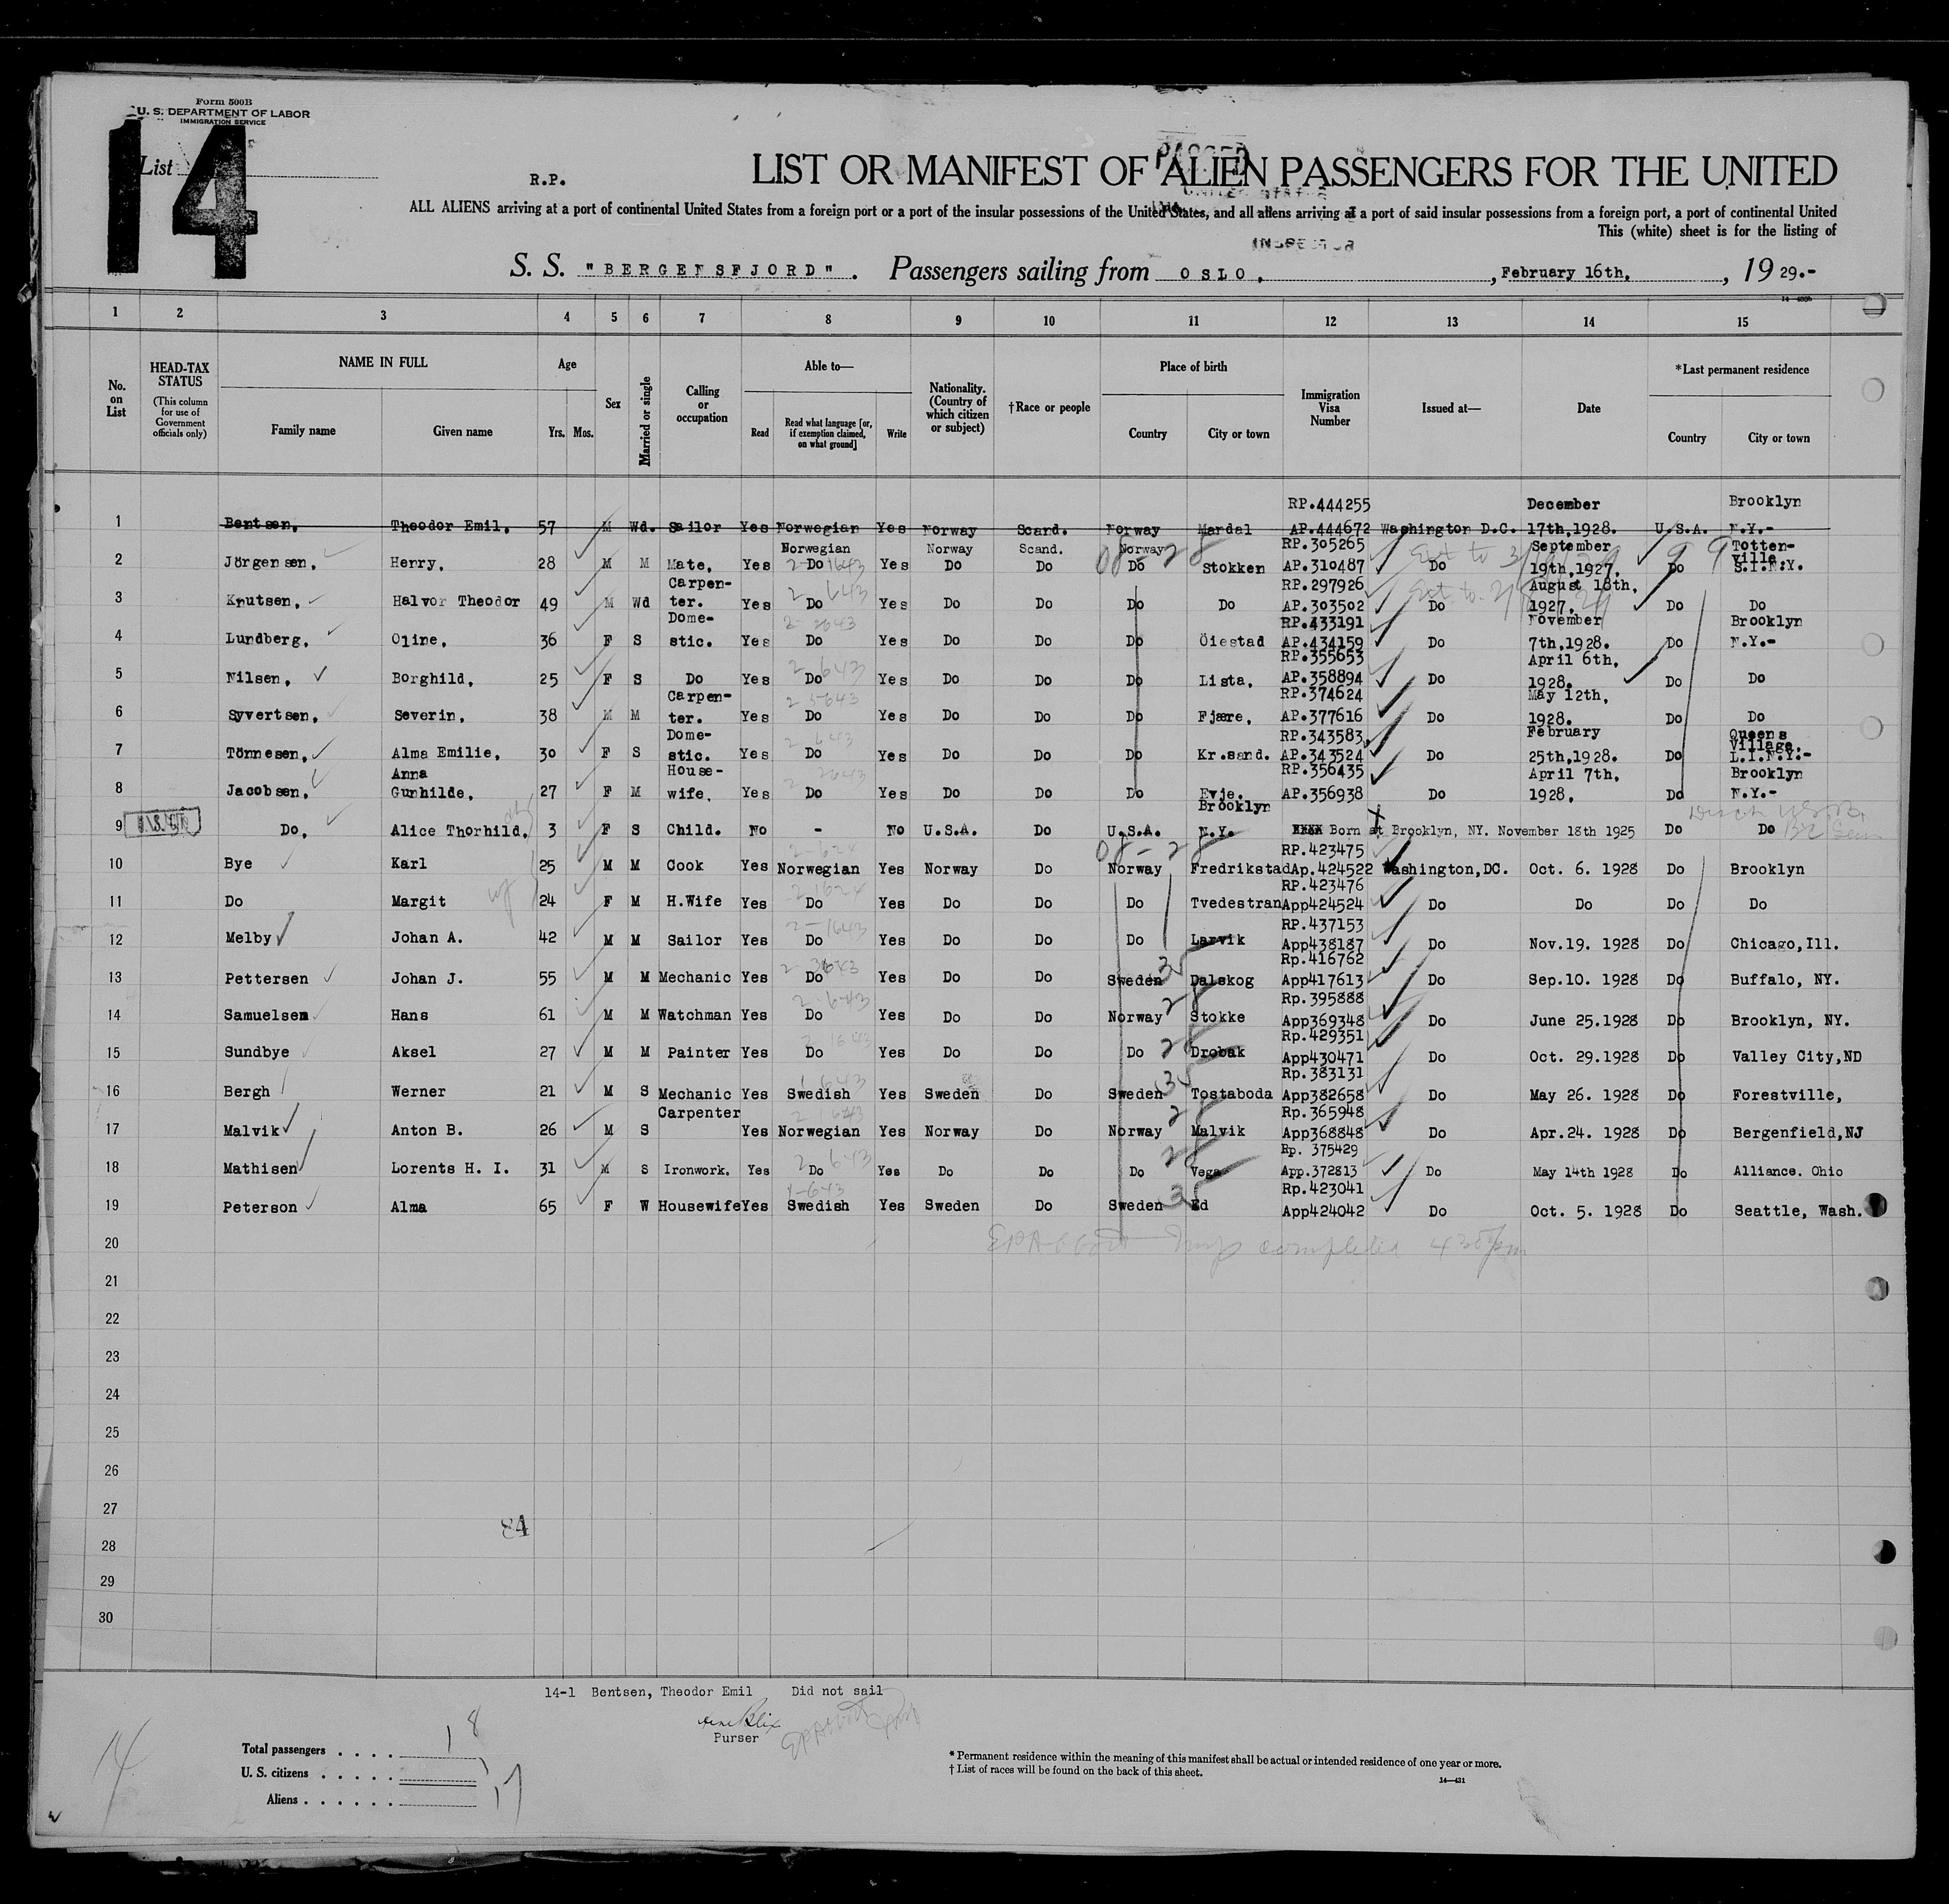 Form 500B
U. S. DEPARTMENT OF LABOR
IMMIGRATION SERVICE
List
14
R.P.
PASSED
INSPECTOR
LIST OR MANIFEST OF ALIEN PASSENGERS FOR THE UNITED
ALL ALIENS arriving at a port of continental United States from a foreign port or a port of the insular possessions of the United States, and all aliens arriving at a port of said insular possessions from a foreign port, a port of continental United
This (white) sheet is for the listing of
S. S. "BERGENSFJORD". Passengers sailing from OSLO, , February 16th, , 19 29.-
1 2 3 4 5 6 7 8 9 10 11 12 13 14 15
No. on List
HEAD-TAX STATUS (This column for use of Government officials only)
NAME IN FULL Family name Given name
Age Yrs. Mos.
Sex
Married or single
Calling or occupation
Able to— Read Read what language [or, if exemption claimed, on what ground] Write
Nationality. (Country of which citizen or subject)
†Race or people
Place of birth Country City or town
Immigration Visa Number
Issued at—
Date
*Last permanent residence Country City or town
1 Bentsen, Theodor Emil, 57 M Wd. Sailor Yes Norwegian Yes Norway Scand. Norway Mardal RP.444255 AP.444672 Washington D.C. December 17th,1928. U.S.A. Brooklyn N.Y.-
2 Jörgensen, Henry, 28 M M Mate, Yes Norwegian Do Yes Norway Do Scand. Do Norway Do Stokken RP.305265 AP.310487 Do September 19th,1927. Do Totten-ville. S.I.N.Y.
3 Knutsen, Halvor Theodor 49 M Wd Carpen-ter. Yes Do Yes Do Do Do Do RP.297926 AP.303502 Do August 18th, 1927. Do Do
4 Lundberg, Oline, 36 F S Dome-stic. Yes Do Yes Do Do Do Öiestad RP.433191 AP.434159 Do November 7th,1928. Do Brooklyn N.Y.-
5 Nilsen, Borghild, 25 F S Do Yes Do Yes Do Do Do Lista, RP.355653 AP.358894 Do April 6th, 1928. Do Do
6 Syvertsen, Severin, 38 M M Carpen-ter. Yes Do Yes Do Do Do Fjære, RP.374624 AP.377616 Do May 12th, 1928. Do Do
7 Tönnesen, Alma Emilie, 30 F S Dome-stic. Yes Do Yes Do Do Do Kr.sand. RP.343583, AP.343524 Do February 25th,1928. Do Queens Village. L.I.N.Y.-
8 Jacobsen, Anna Gunhilde, 27 F M House-wife, Yes Do Yes Do Do Do Evje. RP.356435 AP.356938 Do April 7th, 1928, Do Brooklyn N.Y.-
9 Do, Alice Thorhild, 3 F S Child. No - No U.S.A. Do U.S.A. Brooklyn N.Y. Born at Brooklyn, NY. November 18th 1925 Do Do
10 Bye Karl 25 M M Cook Yes Norwegian Yes Norway Do Norway Fredrikstad RP.423475 Ap.424522 Washington,DC. Oct. 6. 1928 Do Brooklyn
11 Do Margit 24 F M H.Wife Yes Do Yes Do Do Do Tvedestran RP.423476 App424524 Do Do Do Do
12 Melby Johan A. 42 M M Sailor Yes Do Yes Do Do Do Larvik RP.437153 App438187 Do Nov.19. 1928 Do Chicago,Ill.
13 Pettersen Johan J. 55 M M Mechanic Yes Do Yes Do Do Sweden Dalskog Rp.416762 App417613 Do Sep.10. 1928 Do Buffalo, NY.
14 Samuelsen Hans 61 M M Watchman Yes Do Yes Do Do Norway Stokke Rp.395888 App369348 Do June 25.1928 Do Brooklyn, NY.
15 Sundbye Aksel 27 M M Painter Yes Do Yes Do Do Do Drobak Rp.429351 App430471 Do Oct. 29.1928 Do Valley City,ND
16 Bergh Werner 21 M S Mechanic Yes Swedish Yes Sweden Do Sweden Tostaboda Rp.383131 App382658 Do May 26. 1928 Do Forestville,
17 Malvik Anton B. 26 M S Carpenter Yes Norwegian Yes Norway Do Norway Malvik Rp.365948 App368848 Do Apr.24. 1928 Do Bergenfield,NJ
18 Mathisen Lorents H. I. 31 M S Ironwork. Yes Do Yes Do Do Do Vega Rp. 375429 App.372813 Do May 14th 1928 Do Alliance. Ohio
19 Peterson Alma 65 F W Housewife Yes Swedish Yes Sweden Do Sweden Ed Rp.423041 App424042 Do Oct. 5. 1928 Do Seattle, Wash.
20
21
22
23
24
25
26
27
84
28
29
30
14-1 Bentsen, Theodor Emil Did not sail
Purser
14
Total passengers . . . . 18
U. S. citizens . . . . . 1
Aliens . . . . . . 17
* Permanent residence within the meaning of this manifest shall be actual or intended residence of one year or more.
† List of races will be found on the back of this sheet.
14—431